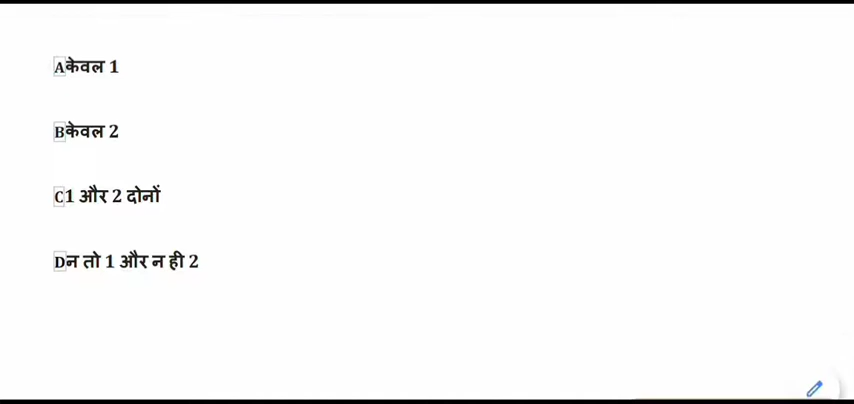 Aकेवल 1
Bकेवल 2
C1 और 2 दोनों
Dन तो 1 और न ही 2